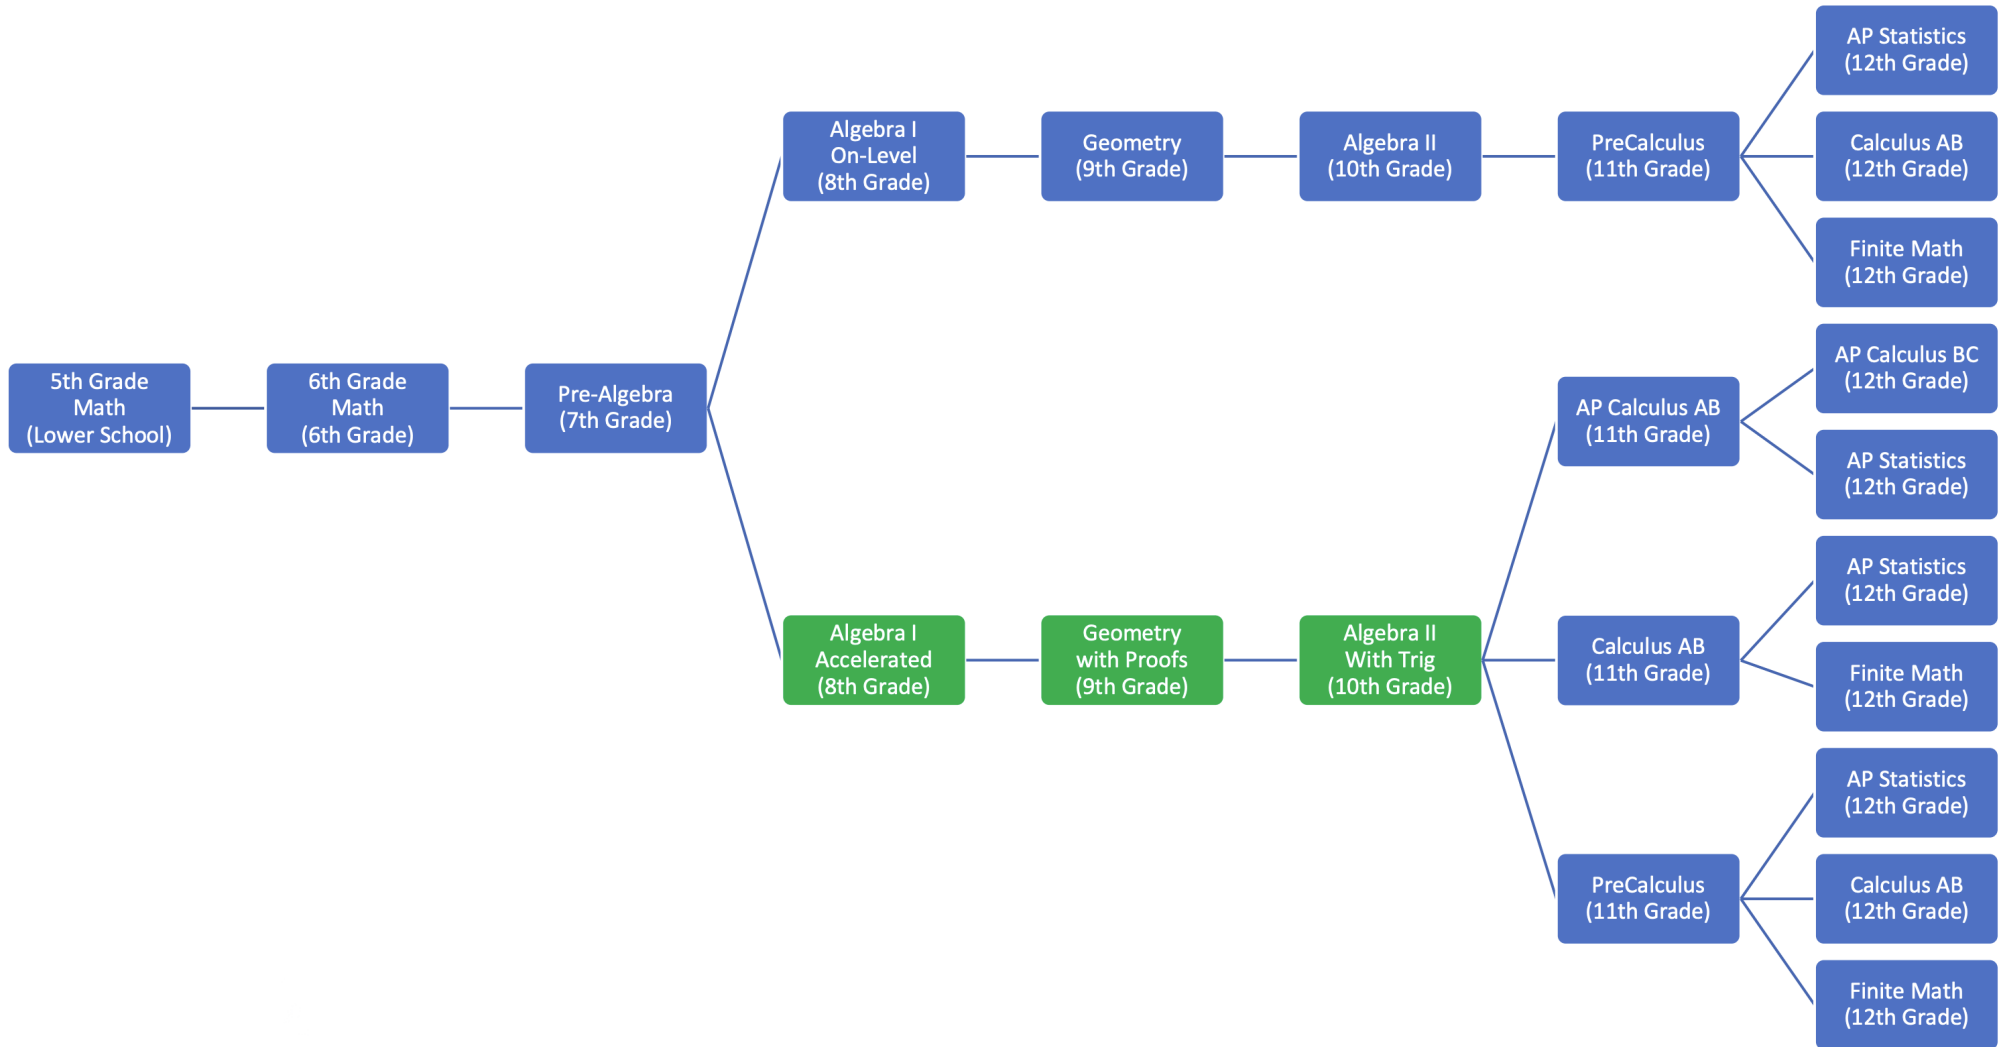 5th Grade
Math
(Lower School)
6th Grade
Math
(6th Grade)
Pre-Algebra
(7th Grade)
Algebra I
On-Level
(8th Grade)
Geometry
(9th Grade)
Algebra II
(10th Grade)
PreCalculus
(11th Grade)
AP Statistics
(12th Grade)
Calculus AB
(12th Grade)
Finite Math
(12th Grade)
Algebra I
Accelerated
(8th Grade)
Geometry
with Proofs
(9th Grade)
Algebra II
With Trig
(10th Grade)
AP Calculus AB
(11th Grade)
AP Calculus BC
(12th Grade)
AP Statistics
(12th Grade)
Calculus AB
(11th Grade)
AP Statistics
(12th Grade)
Finite Math
(12th Grade)
PreCalculus
(11th Grade)
AP Statistics
(12th Grade)
Calculus AB
(12th Grade)
Finite Math
(12th Grade)